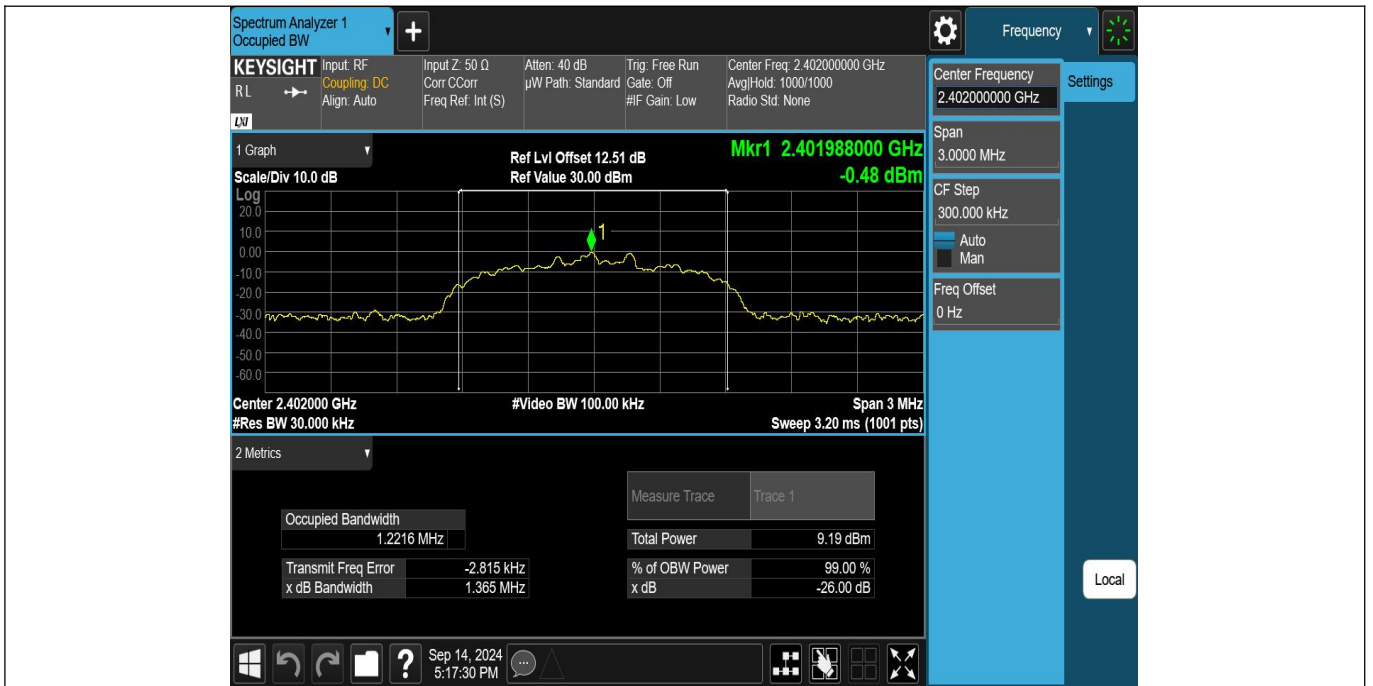 Spectrum Analyzer 1
Occupied BW
+
Frequency
KEYSIGHT
RL
LXI
Input: RF
Coupling: DC
Align: Auto
Input Z: 50 Ω
Corr CCorr
Freq Ref: Int (S)
Atten: 40 dB
µW Path: Standard
Trig: Free Run
Gate: Off
#IF Gain: Low
Center Freq: 2.402000000 GHz
Avg|Hold: 1000/1000
Radio Std: None
Center Frequency
2.402000000 GHz
Settings
Span
3.0000 MHz
CF Step
300.000 kHz
Auto
Man
Freq Offset
0 Hz
Local
1 Graph
Scale/Div 10.0 dB
Ref Lvl Offset 12.51 dB
Ref Value 30.00 dBm
Mkr1 2.401988000 GHz
-0.48 dBm
Log
20.0
10.0
0.00
-10.0
-20.0
-30.0
-40.0
-50.0
-60.0
1
Center 2.402000 GHz
#Video BW 100.00 kHz
Span 3 MHz
#Res BW 30.000 kHz
Sweep 3.20 ms (1001 pts)
2 Metrics
Measure Trace Trace 1
Occupied Bandwidth
1.2216 MHz
Total Power 9.19 dBm
Transmit Freq Error -2.815 kHz
% of OBW Power 99.00 %
x dB Bandwidth 1.365 MHz
x dB -26.00 dB
?
Sep 14, 2024
5:17:30 PM